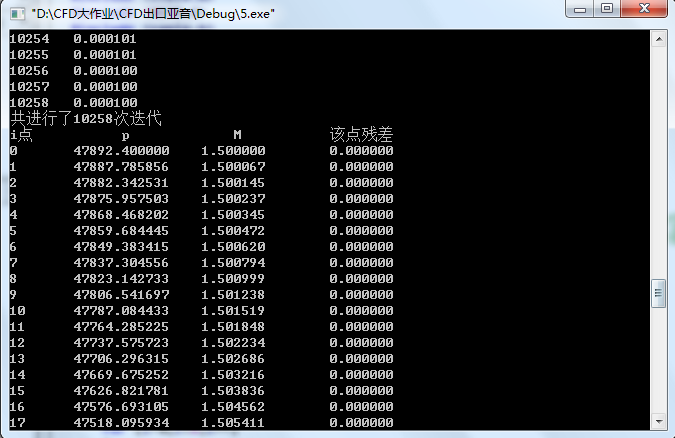 "D:\CFD大作业\CFD出口亚音\Debug\5.exe"
10254 0.000101
10255 0.000101
10256 0.000100
10257 0.000100
10258 0.000100
共进行了10258次迭代
i点 p M 该点残差
0 47892.400000 1.500000 0.000000
1 47887.785856 1.500067 0.000000
2 47882.342531 1.500145 0.000000
3 47875.957503 1.500237 0.000000
4 47868.468202 1.500345 0.000000
5 47859.684445 1.500472 0.000000
6 47849.383415 1.500620 0.000000
7 47837.304556 1.500794 0.000000
8 47823.142733 1.500999 0.000000
9 47806.541697 1.501238 0.000000
10 47787.084433 1.501519 0.000000
11 47764.285225 1.501848 0.000000
12 47737.575723 1.502234 0.000000
13 47706.296315 1.502686 0.000000
14 47669.675252 1.503216 0.000000
15 47626.821781 1.503836 0.000000
16 47576.693105 1.504562 0.000000
17 47518.095934 1.505411 0.000000